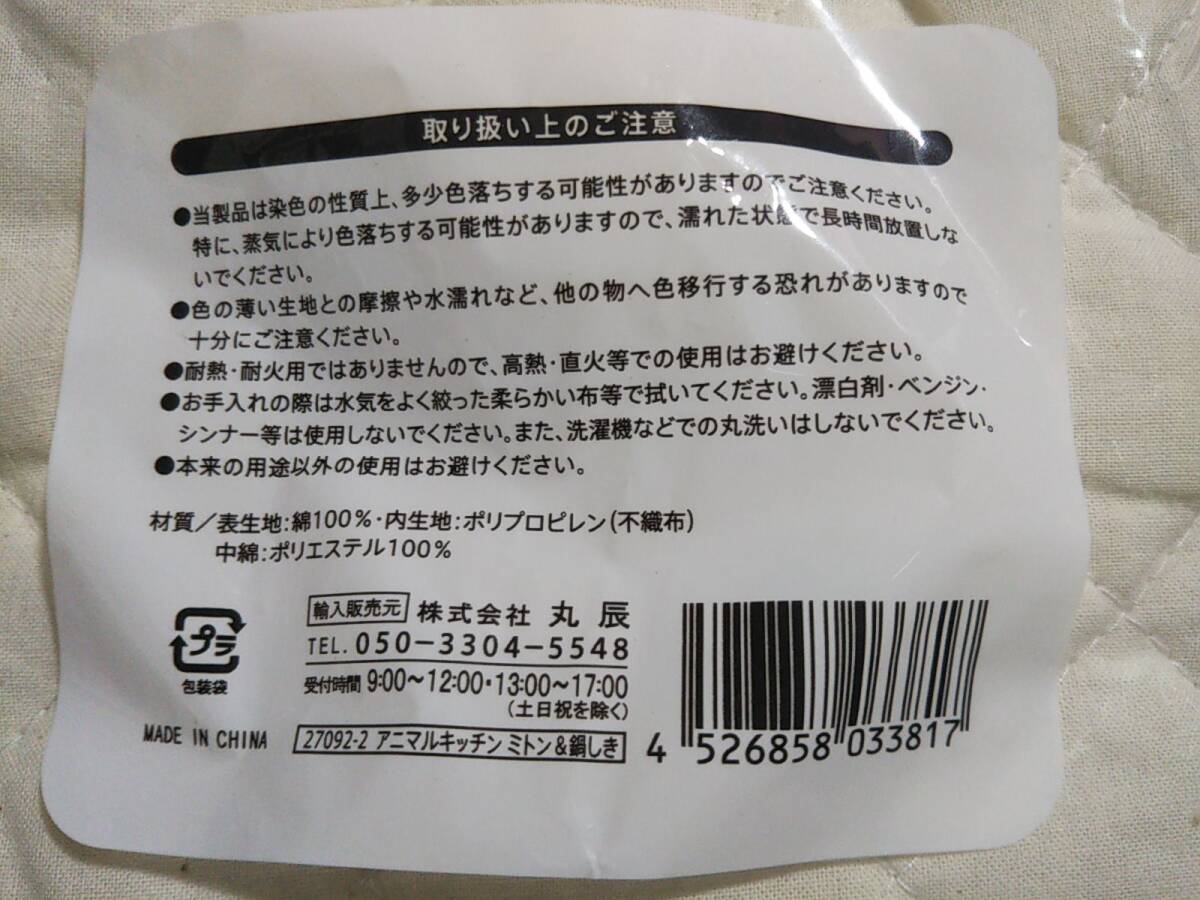 取り扱い上のご注意
●当製品は染色の性質上、多少色落ちする可能性がありますのでご注意ください。
特に、蒸気により色落ちする可能性がありますので、濡れた状態で長時間放置しな
いでください。
●色の薄い生地との摩擦や水濡れなど、他の物へ色移行する恐れがありますので
十分にご注意ください。
●耐熱・耐火用ではありませんので、高熱・直火等での使用はお避けください。
●お手入れの際は水気をよく絞った柔らかい布等で拭いてください。漂白剤・ベンジン・
シンナー等は使用しないでください。また、洗濯機などでの丸洗いはしないでください。
●本来の用途以外の使用はお避けください。
材質／表生地:綿100%・内生地:ポリプロピレン(不織布)
中綿:ポリエステル100%
プラ
包装袋
輸入販売元 株式会社 丸辰
TEL. 050-3304-5548
受付時間 9:00~12:00・13:00~17:00
(土日祝を除く)
MADE IN CHINA
27092-2 アニマルキッチン ミトン&鍋しき
4 526858 033817